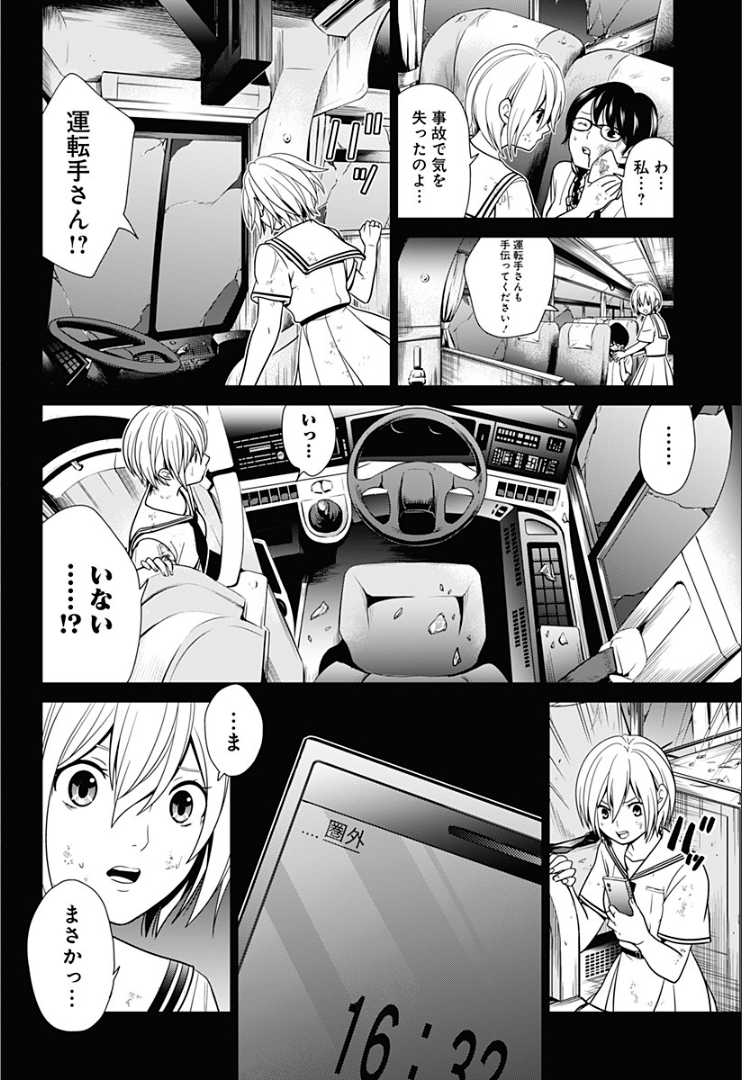 わ…
私…?
事故で気を
失ったのよ…
運転手さんも
手伝ってください!
バッ
運転手さん!?
……
いっ…
いない
……!?
バッ
圏外
16:32
…ま
まさかっ…